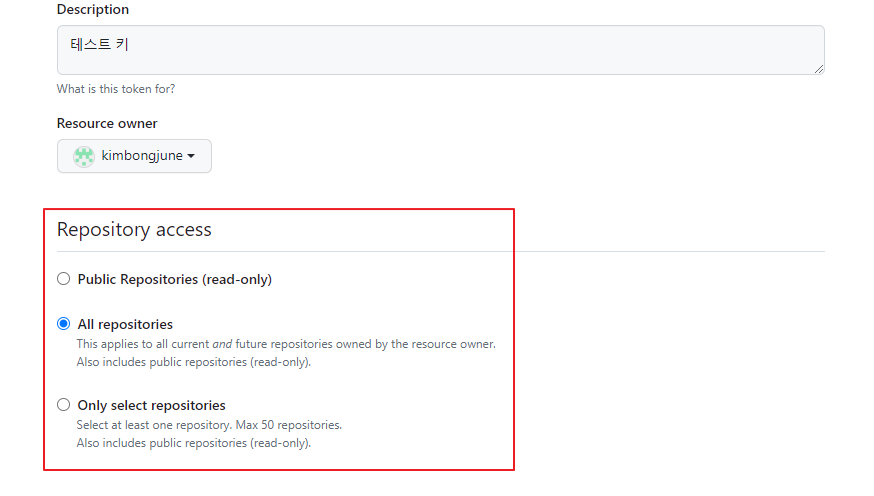 Description
테스트 키
What is this token for?
Resource owner
kimbongjune
Repository access
Public Repositories (read-only)
All repositories
This applies to all current and future repositories owned by the resource owner.
Also includes public repositories (read-only).
Only select repositories
Select at least one repository. Max 50 repositories.
Also includes public repositories (read-only).